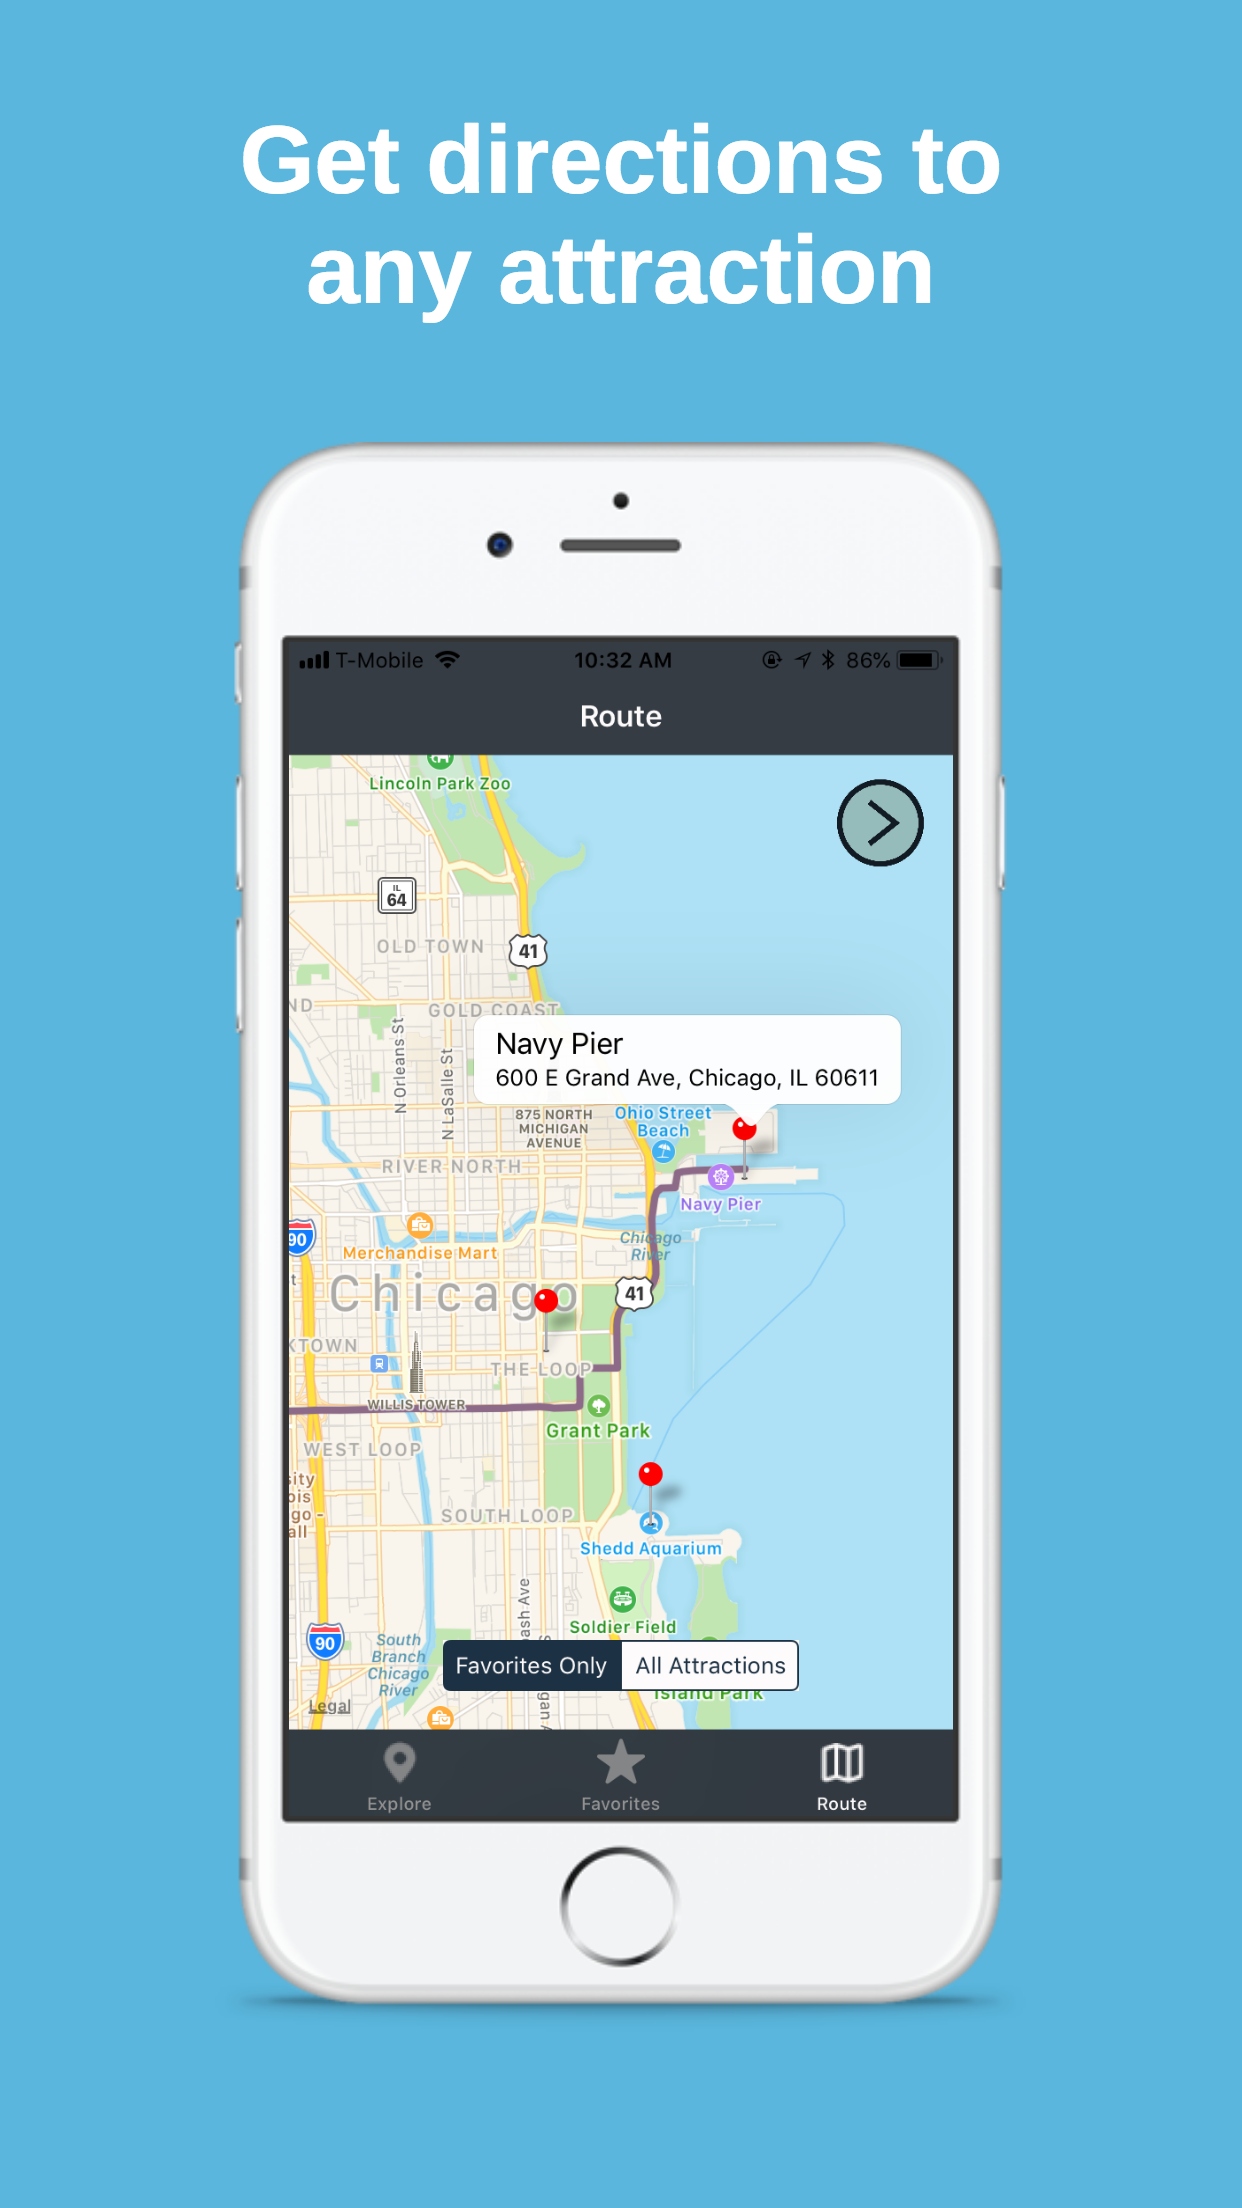 Get directions to
any attraction
T-Mobile
10:32 AM
86%
Route
Lincoln Park Zoo
IL
64
OLD TOWN
41
ND
GOLD COAST
N Orleans St
N LaSalle St
Navy Pier
600 E Grand Ave, Chicago, IL 60611
875 NORTH
MICHIGAN
AVENUE
Ohio Street
Beach
RIVER NORTH
Navy Pier
90
Merchandise Mart
Chicago
River
Chicago
41
KTOWN
THE LOOP
WILLIS TOWER
Grant Park
WEST LOOP
sity
ois
go -
all
SOUTH LOOP
Shedd Aquarium
bash Ave
Soldier Field
90
South
Branch
Chicago
River
Favorites Only
All Attractions
Island Park
gan A
Legal
Explore
Favorites
Route